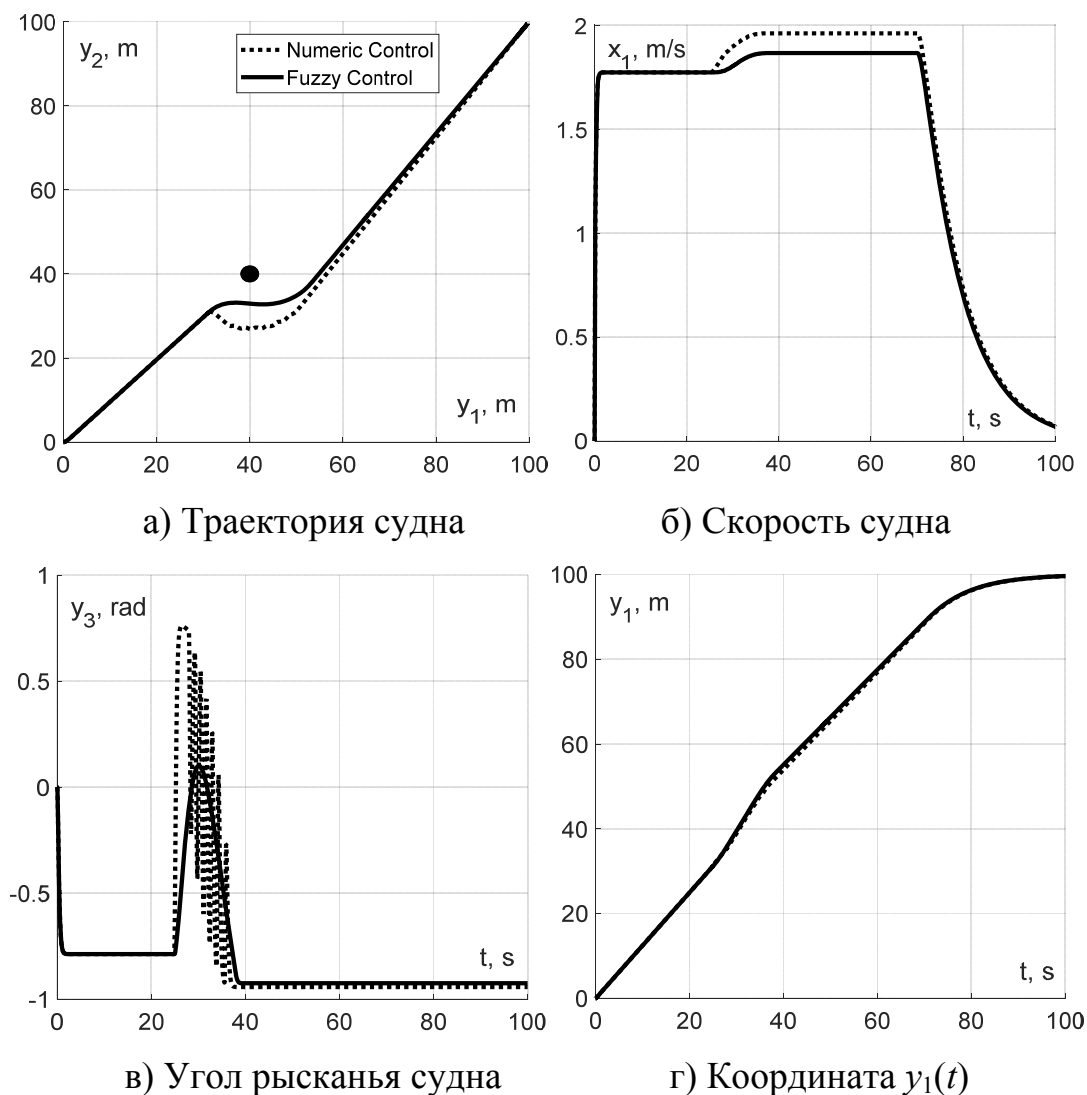 100
80
60
40
20
0
y2, m
Numeric Control
Fuzzy Control
y1, m
0 20 40 60 80 100
2
1.5
1
0.5
0
x1, m/s
t, s
0 20 40 60 80 100
а) Траектория судна
б) Скорость судна
1
0.5
0
-0.5
-1
y3, rad
t, s
0 20 40 60 80 100
100
80
60
40
20
0
y1, m
t, s
0 20 40 60 80 100
в) Угол рысканья судна
г) Координата y1(t)